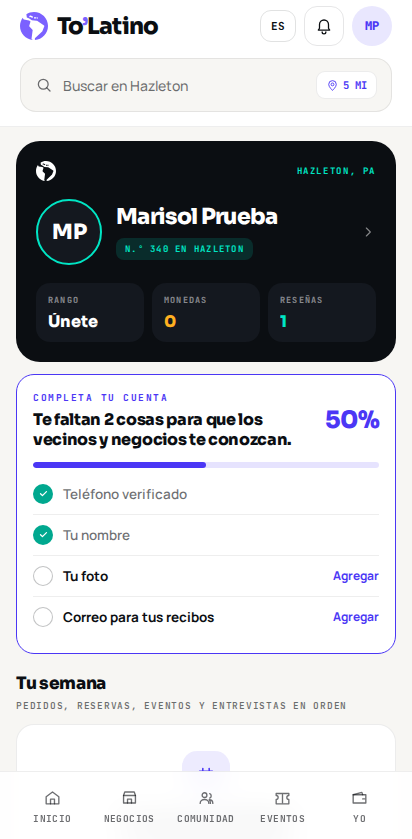 To'Latino
ES
MP
Buscar en Hazleton
5 MI
HAZLETON, PA
MP
Marisol Prueba
N.° 340 EN HAZLETON
RANGO
Únete
MONEDAS
0
RESEÑAS
1
COMPLETA TU CUENTA
Te faltan 2 cosas para que los
vecinos y negocios te conozcan.
50%
Teléfono verificado
Tu nombre
Tu foto
Agregar
Correo para tus recibos
Agregar
Tu semana
PEDIDOS, RESERVAS, EVENTOS Y ENTREVISTAS EN ORDEN
INICIO
NEGOCIOS
COMUNIDAD
EVENTOS
YO